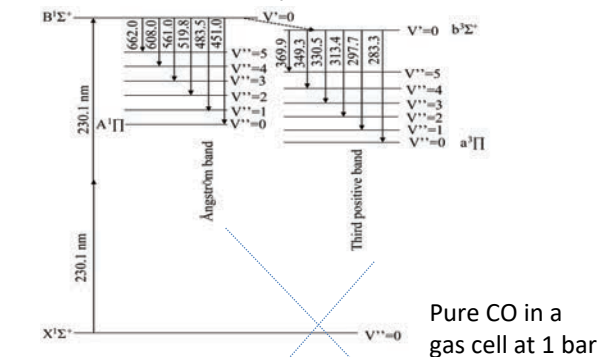 B¹Σ⁺
V'=0
V'=0 b³Σ⁺
662.0
608.0
561.0
519.8
483.5
451.0
369.9
349.3
330.5
313.4
297.7
283.3
V''=5
V''=4
V''=3
V''=2
V''=1
V''=0
A¹Π
V''=5
V''=4
V''=3
V''=2
V''=1
V''=0
a³Π
230.1 nm
Ångström band
Third positive band
230.1 nm
X¹Σ⁺
V''=0
Pure CO in a
gas cell at 1 bar